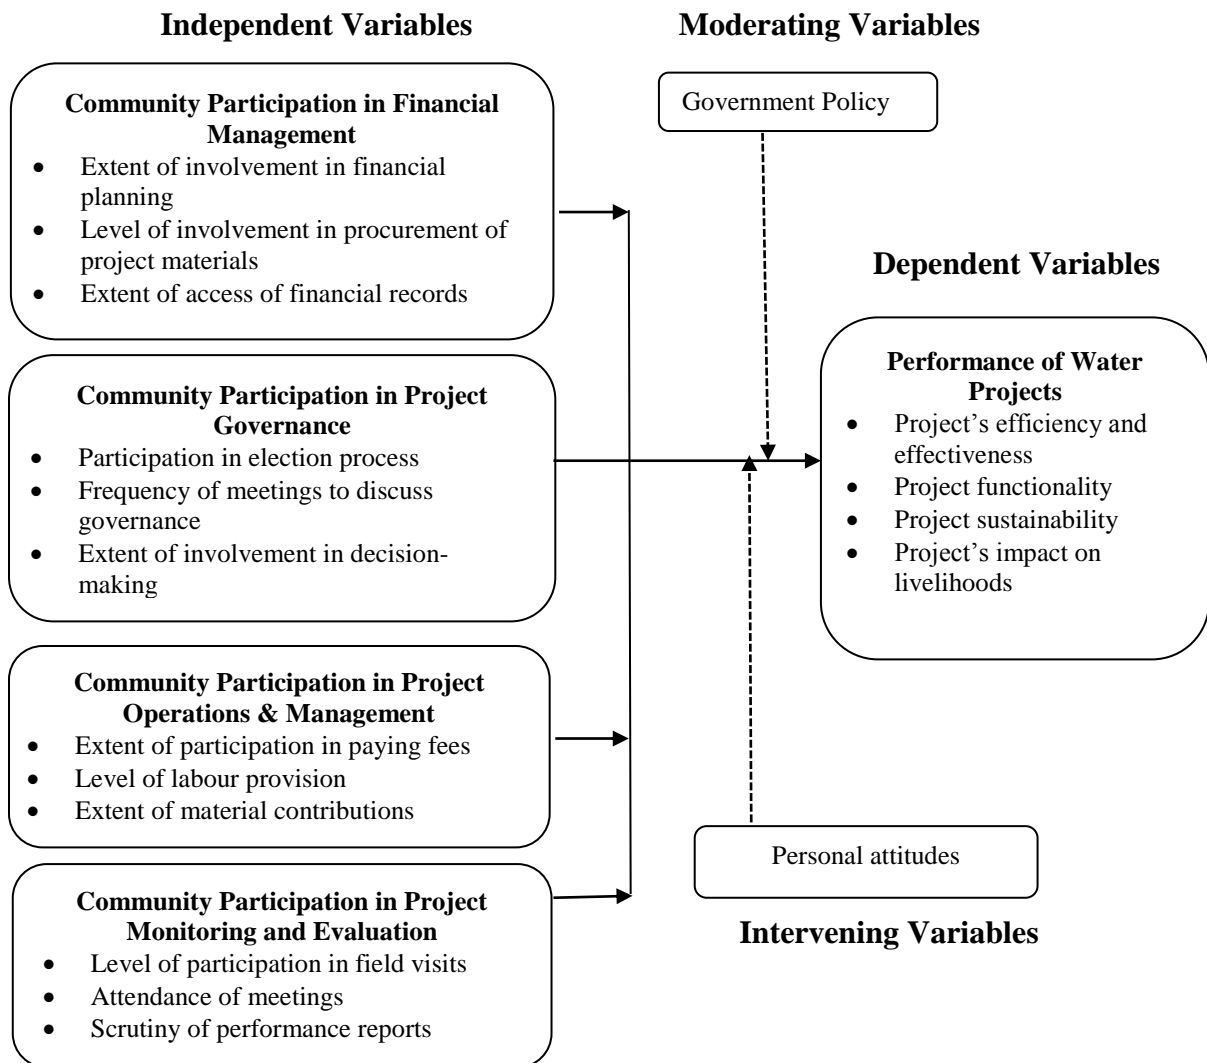 Independent Variables
Community Participation in Financial
Management
• Extent of involvement in financial
planning
• Level of involvement in procurement of
project materials
• Extent of access of financial records
Community Participation in Project
Governance
• Participation in election process
• Frequency of meetings to discuss
governance
• Extent of involvement in decision-
making
Community Participation in Project
Operations & Management
• Extent of participation in paying fees
• Level of labour provision
• Extent of material contributions
Community Participation in Project
Monitoring and Evaluation
• Level of participation in field visits
• Attendance of meetings
• Scrutiny of performance reports
Moderating Variables
Government Policy
Personal attitudes
Intervening Variables
Dependent Variables
Performance of Water
Projects
• Project’s efficiency and
effectiveness
• Project functionality
• Project sustainability
• Project’s impact on
livelihoods